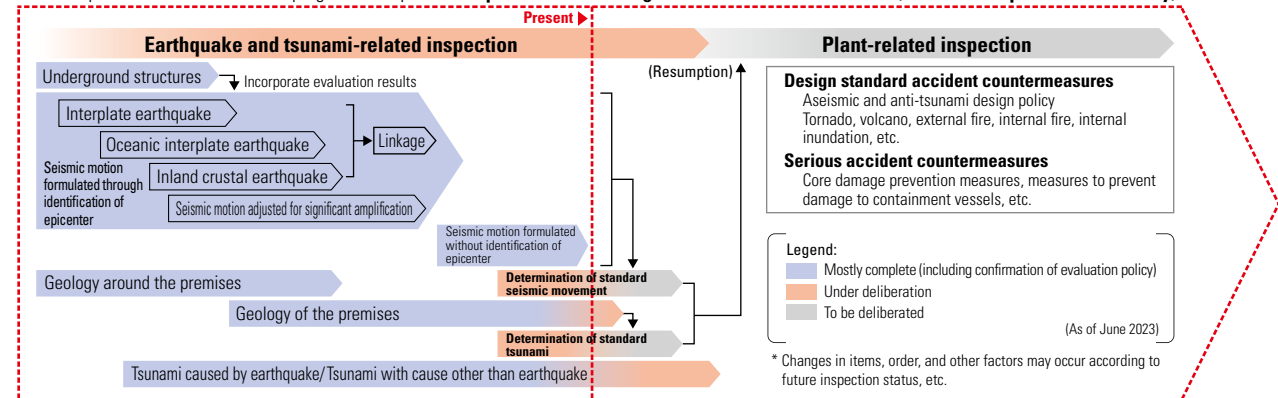 Present
Earthquake and tsunami-related inspection
Plant-related inspection
Underground structures
Incorporate evaluation results
(Resumption)
Interplate earthquake
Oceanic interplate earthquake
Linkage
Inland crustal earthquake
Seismic motion
formulated through
identification of
epicenter
Seismic motion adjusted for significant amplification
Seismic motion formulated
without identification of
epicenter
Geology around the premises
Determination of standard
seismic movement
Geology of the premises
Determination of standard
tsunami
Tsunami caused by earthquake/Tsunami with cause other than earthquake
Design standard accident countermeasures
Aseismic and anti-tsunami design policy
Tornado, volcano, external fire, internal fire, internal
inundation, etc.
Serious accident countermeasures
Core damage prevention measures, measures to prevent
damage to containment vessels, etc.
Legend:
Mostly complete (including confirmation of evaluation policy)
Under deliberation
To be deliberated
(As of June 2023)
* Changes in items, order, and other factors may occur according to
future inspection status, etc.